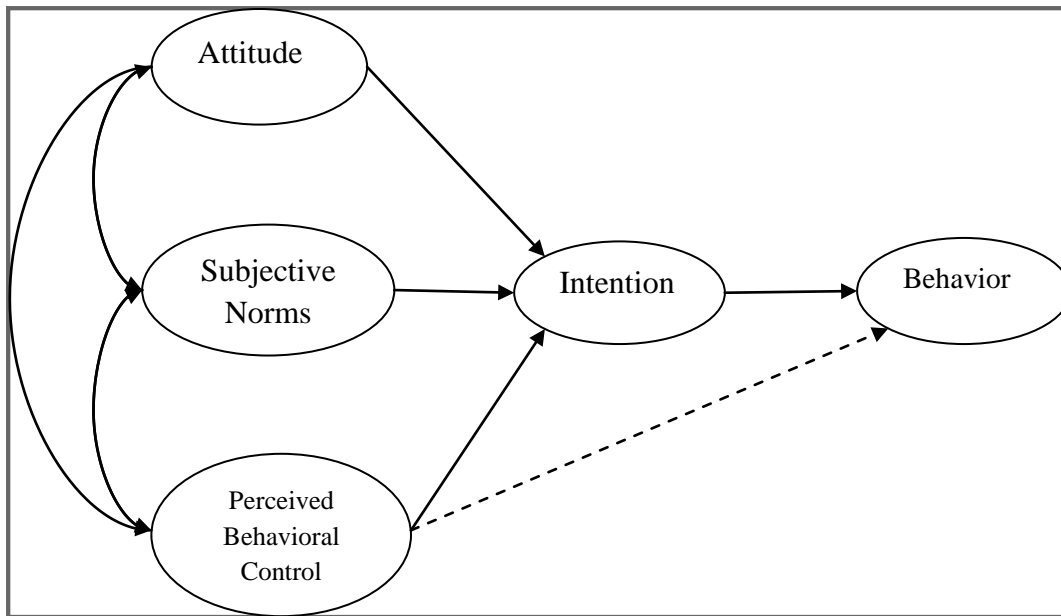 Attitude
Subjective
Norms
Intention
Behavior
Perceived
Behavioral
Control